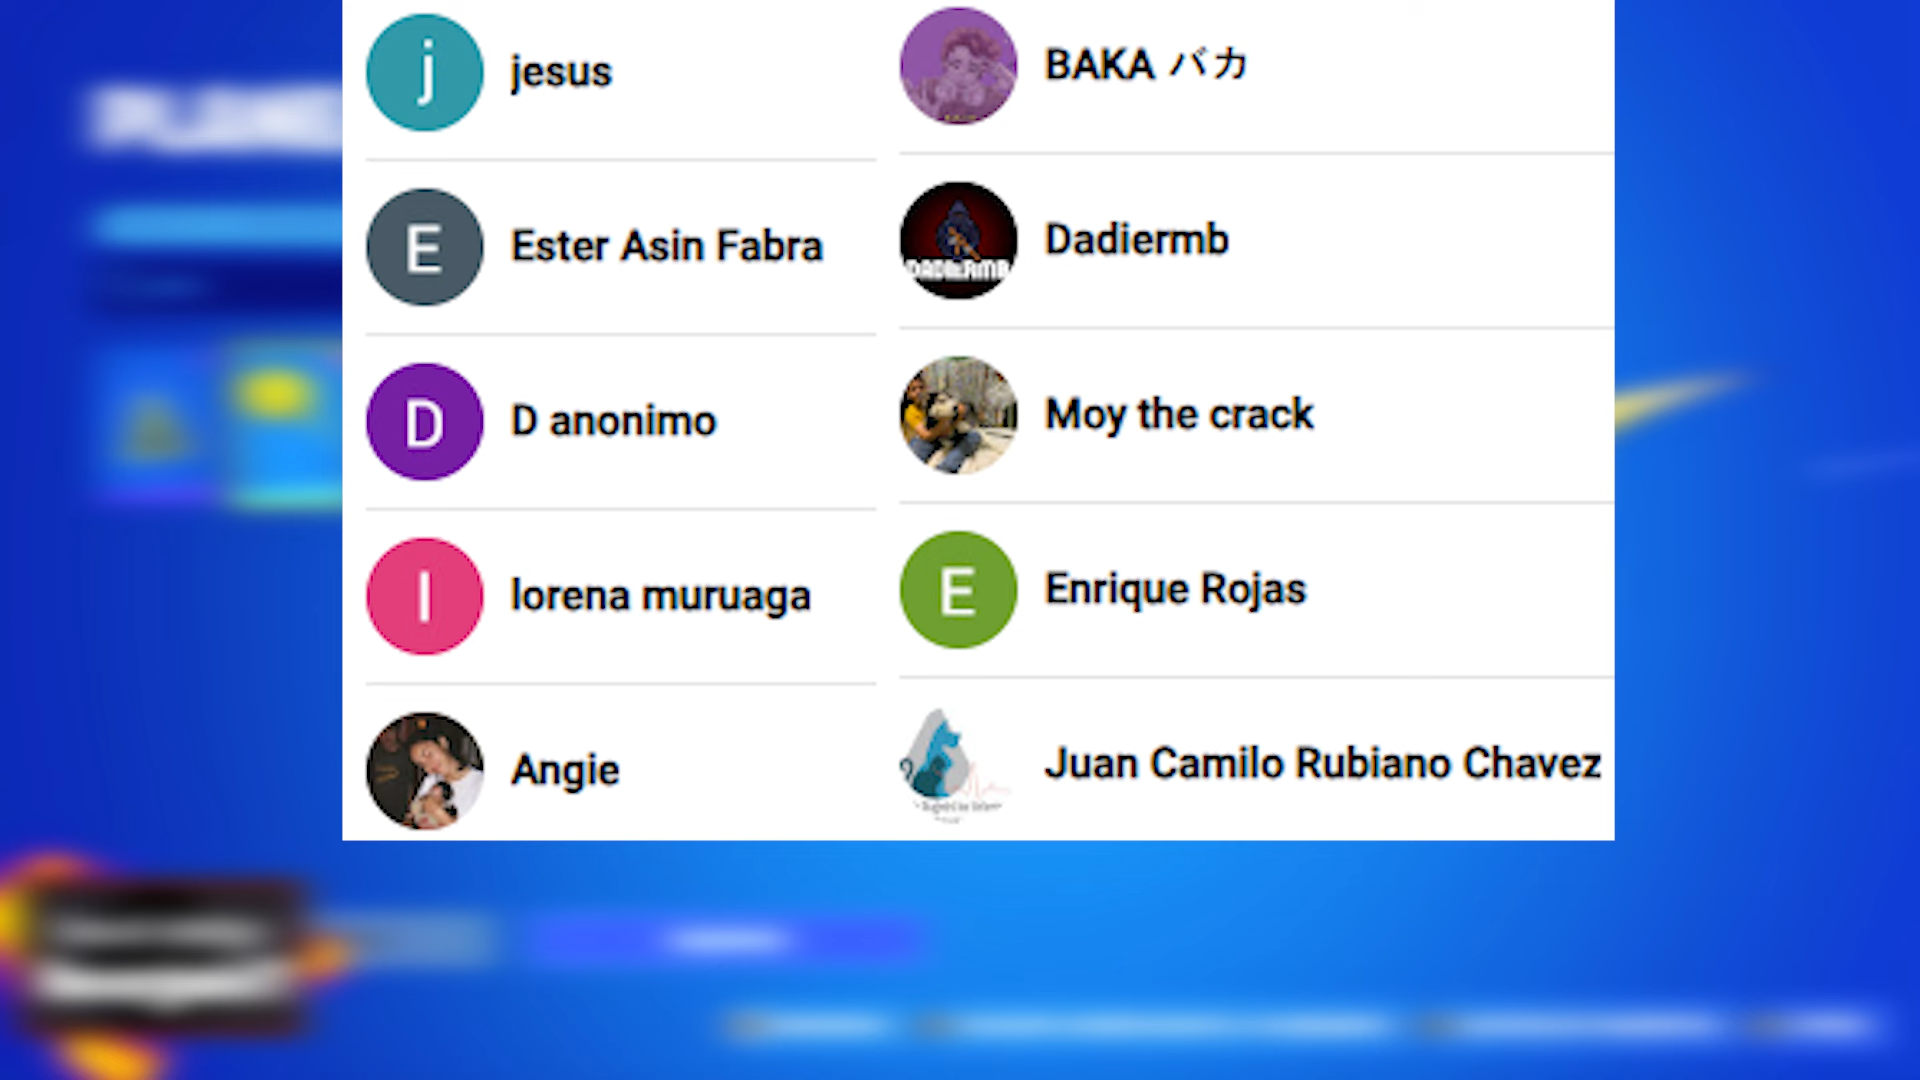 j
jesus
E
Ester Asin Fabra
D
D anonimo
l
lorena muruaga
Angie
BAKA バカ
DADIERMB
Dadiermb
Moy the crack
E
Enrique Rojas
Juan Camilo Rubiano Chavez